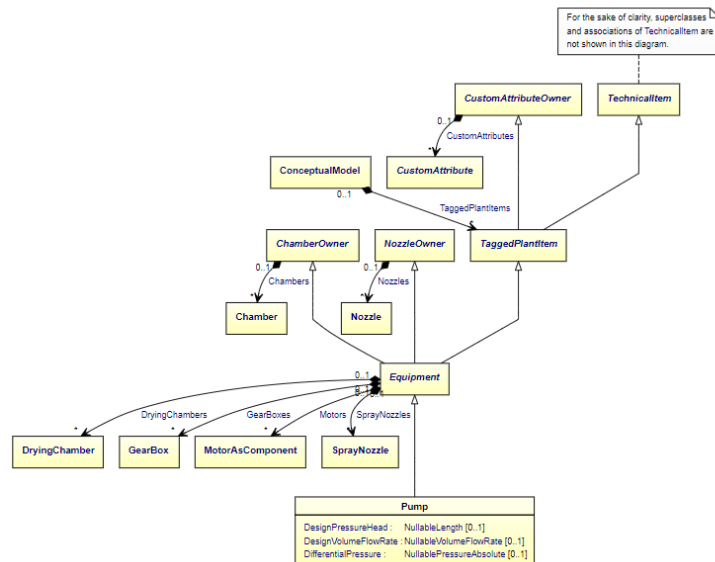 For the sake of clarity, superclasses
and associations of TechnicalItem are
not shown in this diagram.
CustomAttributeOwner
TechnicalItem
0..1
CustomAttributes
*
ConceptualModel
CustomAttribute
0..1
TaggedPlantItems
*
ChamberOwner
NozzleOwner
TaggedPlantItem
0..1
Chambers
0..1
Nozzles
*
*
Chamber
Nozzle
Equipment
0..1
0..1
DryingChambers
GearBoxes
Motors
SprayNozzles
*
*
*
*
DryingChamber
GearBox
MotorAsComponent
SprayNozzle
Pump
DesignPressureHead : NullableLength [0..1]
DesignVolumeFlowRate : NullableVolumeFlowRate [0..1]
DifferentialPressure : NullablePressureAbsolute [0..1]